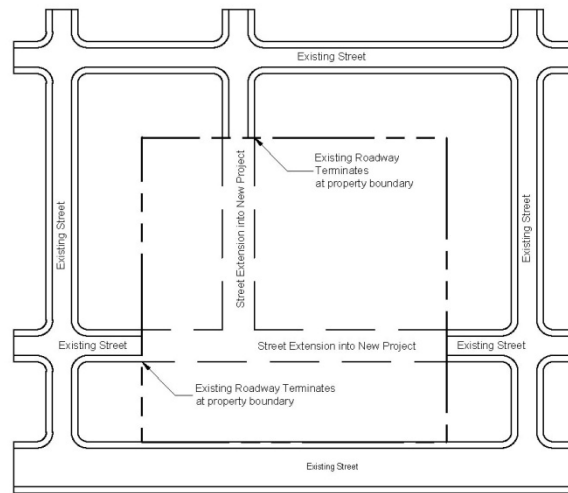 Existing Street
Existing Roadway
Terminates
at property boundary
Street Extension into New Project
Existing Street
Existing Street
Existing Street
Street Extension into New Project
Existing Street
Existing Roadway Terminates
at property boundary
Existing Street